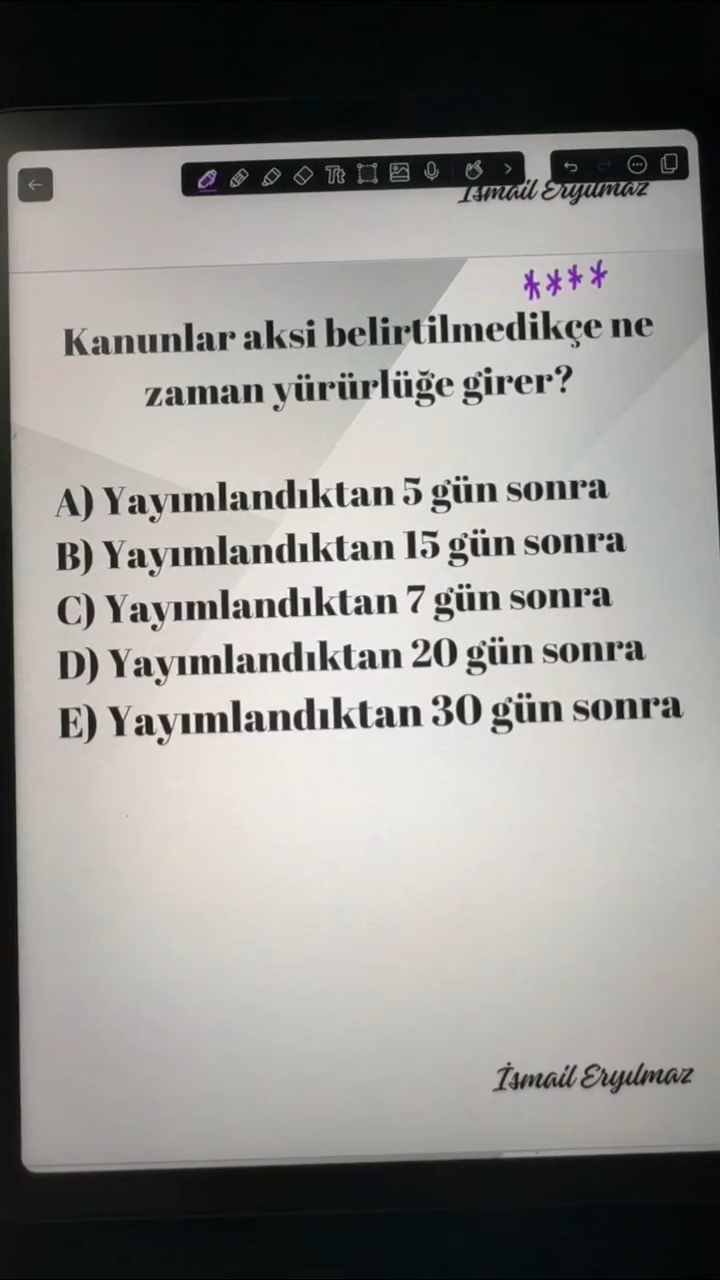 Tt
İsmail Eryılmaz
****
Kanunlar aksi belirtilmedikçe ne
zaman yürürlüğe girer?
A) Yayımlandıktan 5 gün sonra
B) Yayımlandıktan 15 gün sonra
C) Yayımlandıktan 7 gün sonra
D) Yayımlandıktan 20 gün sonra
E) Yayımlandıktan 30 gün sonra
İsmail Eryılmaz